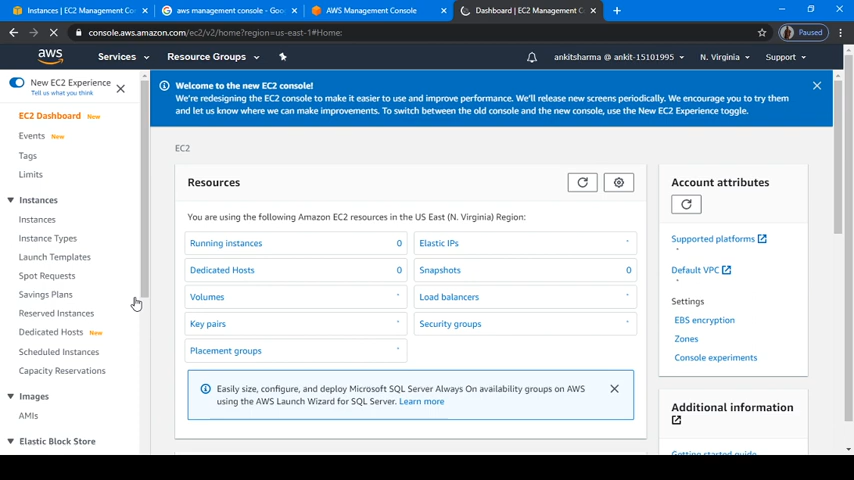 Instances | EC2 Management Con
aws management console - Goo
AWS Management Console
Dashboard | EC2 Management C
console.aws.amazon.com/ec2/v2/home?region=us-east-1#Home:
Paused
aws
Services
Resource Groups
ankitsharma @ ankit-15101995
N. Virginia
Support
New EC2 Experience
Tell us what you think
EC2 Dashboard New
Events New
Tags
Limits
Instances
Instances
Instance Types
Launch Templates
Spot Requests
Savings Plans
Reserved Instances
Dedicated Hosts New
Scheduled Instances
Capacity Reservations
Images
AMIs
Elastic Block Store
Welcome to the new EC2 console!
We're redesigning the EC2 console to make it easier to use and improve performance. We'll release new screens periodically. We encourage you to try them
and let us know where we can make improvements. To switch between the old console and the new console, use the New EC2 Experience toggle.
EC2
Resources
You are using the following Amazon EC2 resources in the US East (N. Virginia) Region:
Running instances 0
Elastic IPs
Dedicated Hosts 0
Snapshots 0
Volumes
Load balancers
Key pairs
Security groups
Placement groups
Easily size, configure, and deploy Microsoft SQL Server Always On availability groups on AWS
using the AWS Launch Wizard for SQL Server. Learn more
Account attributes
Supported platforms
Default VPC
Settings
EBS encryption
Zones
Console experiments
Additional information
Getting started guide